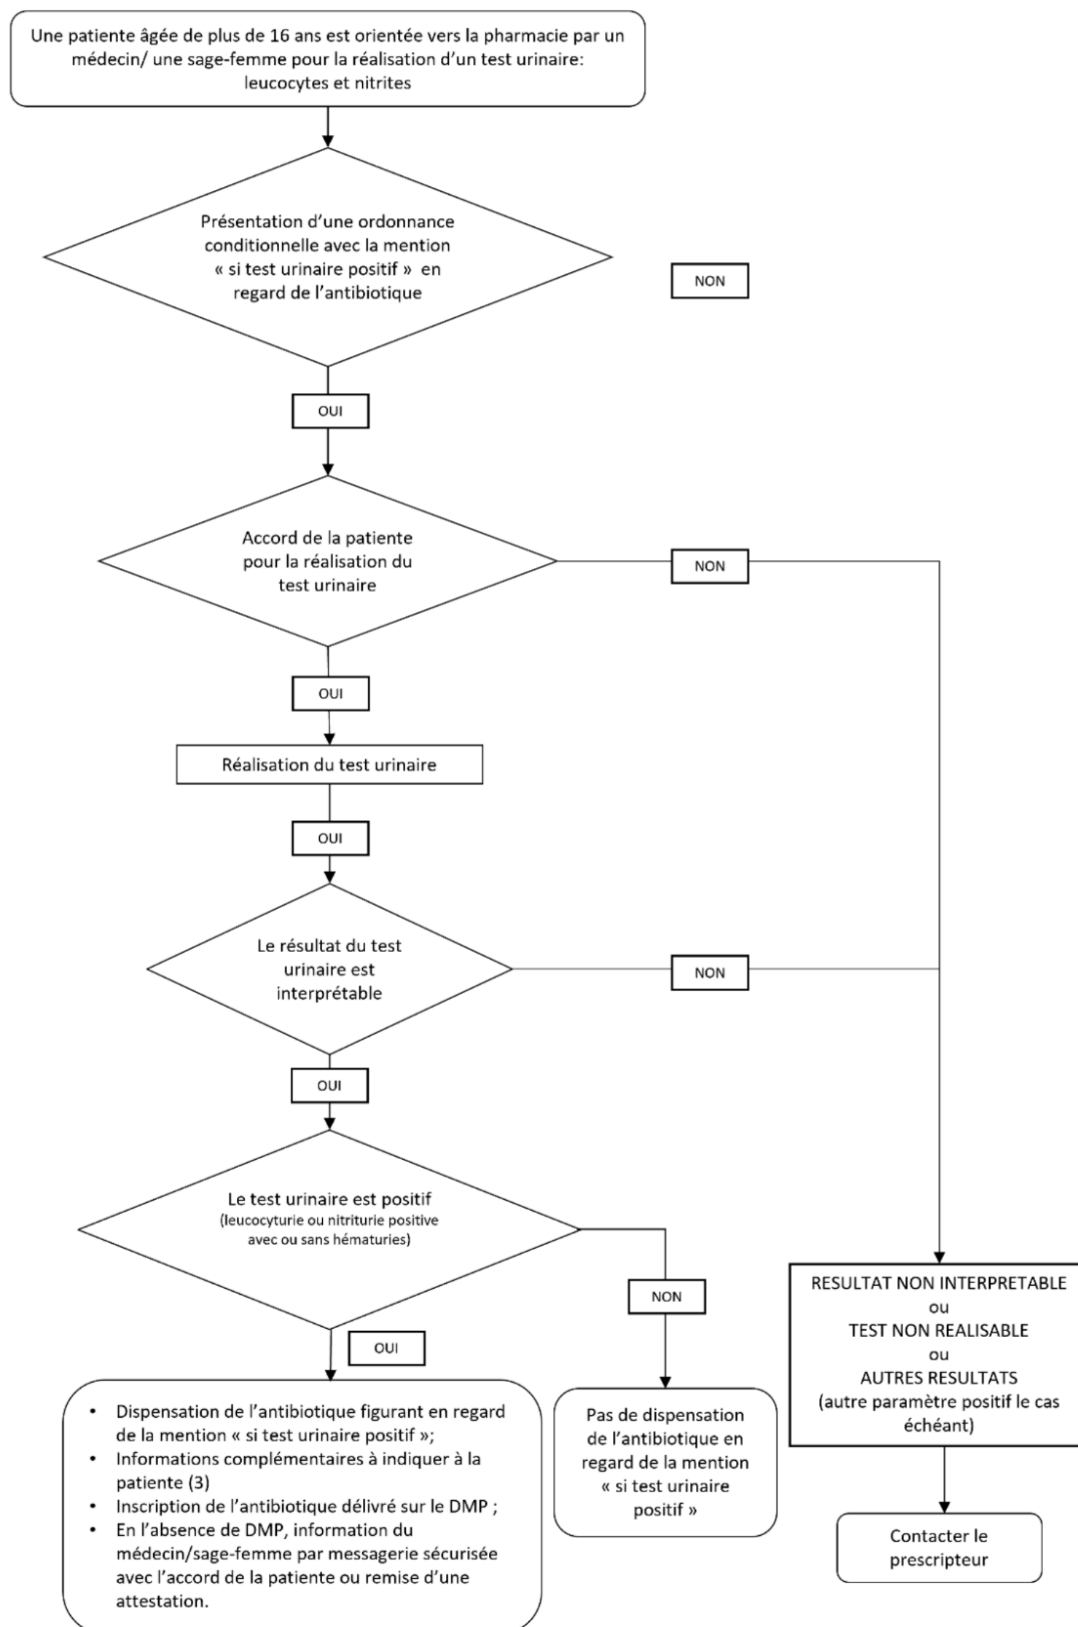 Une patiente âgée de plus de 16 ans est orientée vers la pharmacie par un
médecin/ une sage-femme pour la réalisation d’un test urinaire:
leucocytes et nitrites
Présentation d’une ordonnance
conditionnelle avec la mention
« si test urinaire positif » en
regard de l’antibiotique
NON
OUI
Accord de la patiente
pour la réalisation du
test urinaire
NON
OUI
Réalisation du test urinaire
OUI
Le résultat du test
urinaire est
interprétable
NON
OUI
Le test urinaire est positif
(leucocyturie ou nitriturie positive
avec ou sans hématuries)
NON
OUI
• Dispensation de l’antibiotique figurant en regard
de la mention « si test urinaire positif »;
• Informations complémentaires à indiquer à la
patiente (3)
• Inscription de l’antibiotique délivré sur le DMP ;
• En l’absence de DMP, information du
médecin/sage-femme par messagerie sécurisée
avec l’accord de la patiente ou remise d’une
attestation.
Pas de dispensation
de l’antibiotique en
regard de la mention
« si test urinaire
positif »
RESULTAT NON INTERPRETABLE
ou
TEST NON REALISABLE
ou
AUTRES RESULTATS
(autre paramètre positif le cas
échéant)
Contacter le
prescripteur